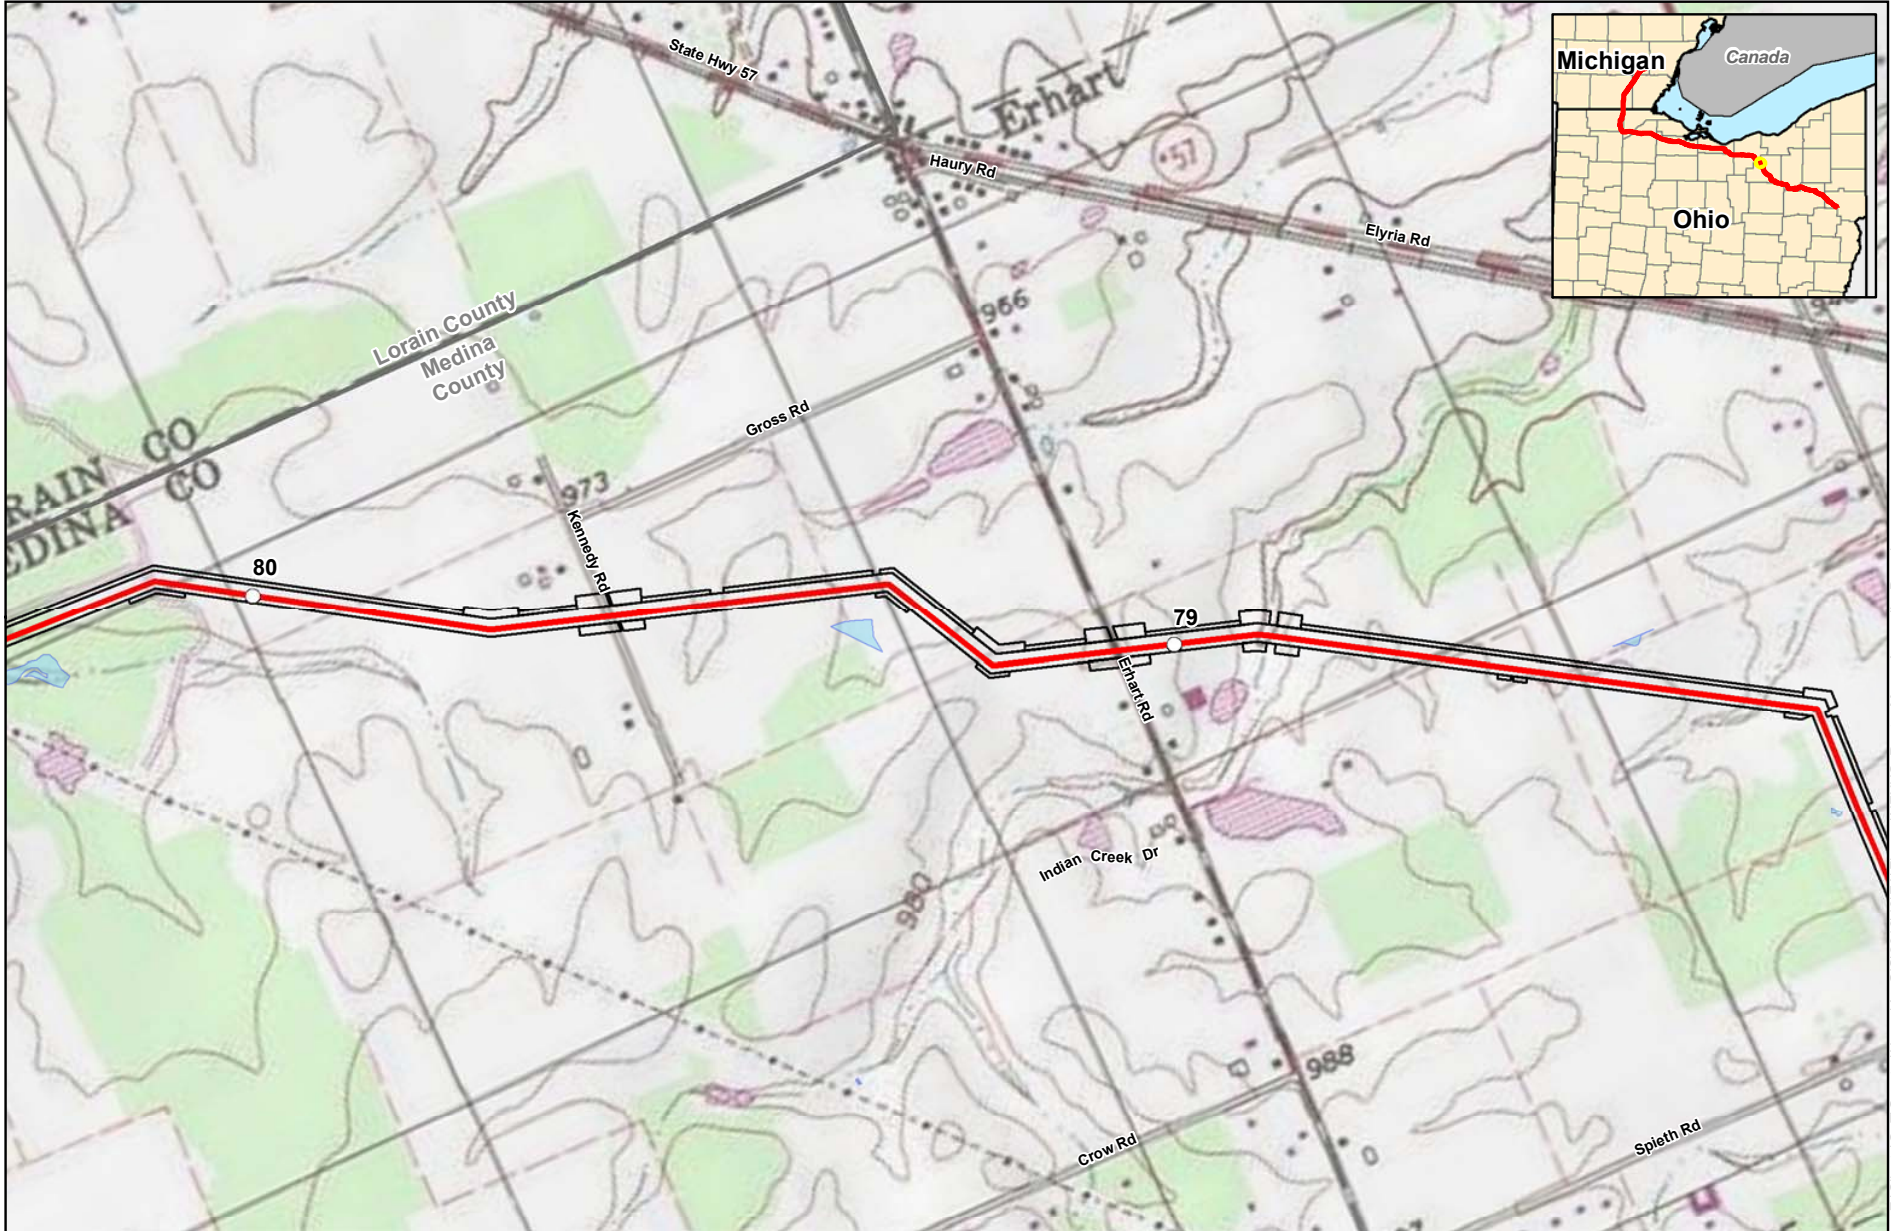 State Hwy 57
Erhart
57
Haury Rd
Elyria Rd
Michigan
Canada
Ohio
966
Lorain County
Medina
County
Gross Rd
CO
RAIN
CO
EDINA
973
Kennedy Rd
80
79
Erhart Rd
Indian Creek Dr
980
988
Crow Rd
Spieth Rd